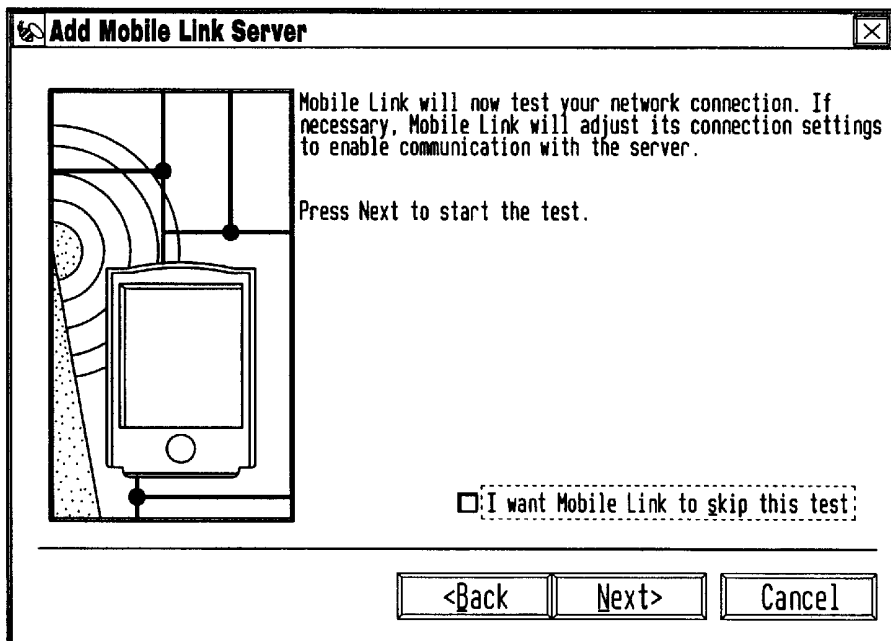 Add Mobile Link Server
Mobile Link will now test your network connection. If
necessary, Mobile Link will adjust its connection settings
to enable communication with the server.
Press Next to start the test.
I want Mobile Link to skip this test
<Back
Next>
Cancel